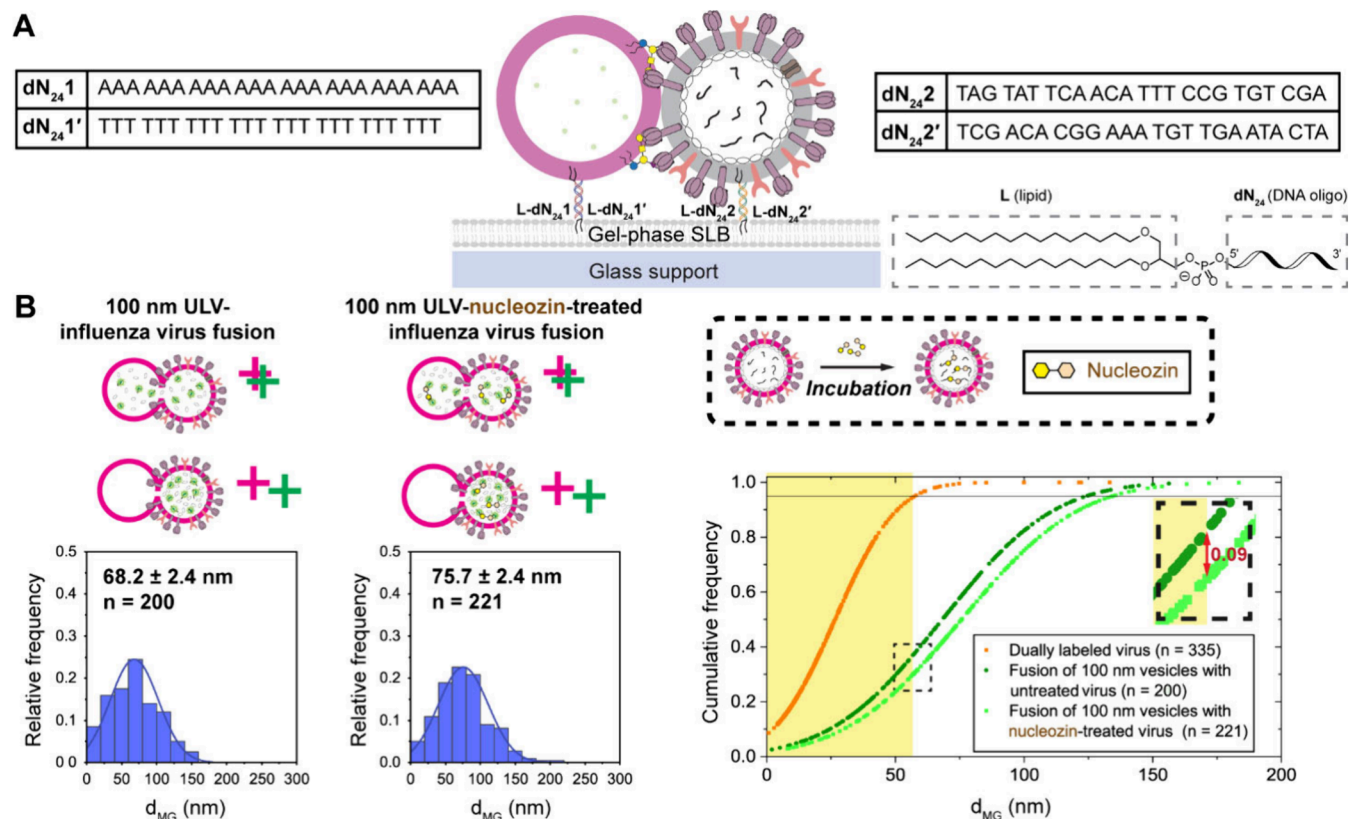 A
dN₂₄1 AAA AAA AAA AAA AAA AAA AAA AAA
dN₂₄1′ TTT TTT TTT TTT TTT TTT TTT TTT
L-dN₂₄1 L-dN₂₄1′ L-dN₂₄2 L-dN₂₄2′
Gel-phase SLB
Glass support
dN₂₄2 TAG TAT TCA ACA TTT CCG TGT CGA
dN₂₄2′ TCG ACA CGG AAA TGT TGA ATA CTA
L (lipid) dN₂₄ (DNA oligo)
O
O
O P O
O
⊖O
5′ 3′
B
100 nm ULV-
influenza virus fusion
100 nm ULV-nucleozin-treated
influenza virus fusion
Incubation
Nucleozin
68.2 ± 2.4 nm
n = 200
Relative frequency
0.5
0.4
0.3
0.2
0.1
0.0
0 50 100 150 200 250 300
d_MG (nm)
75.7 ± 2.4 nm
n = 221
Relative frequency
0.5
0.4
0.3
0.2
0.1
0.0
0 50 100 150 200 250 300
d_MG (nm)
Cumulative frequency
1.0
0.8
0.6
0.4
0.2
0.0
0.09
Dually labeled virus (n = 335)
Fusion of 100 nm vesicles with
untreated virus (n = 200)
Fusion of 100 nm vesicles with
nucleozin-treated virus (n = 221)
0 50 100 150 200
d_MG (nm)